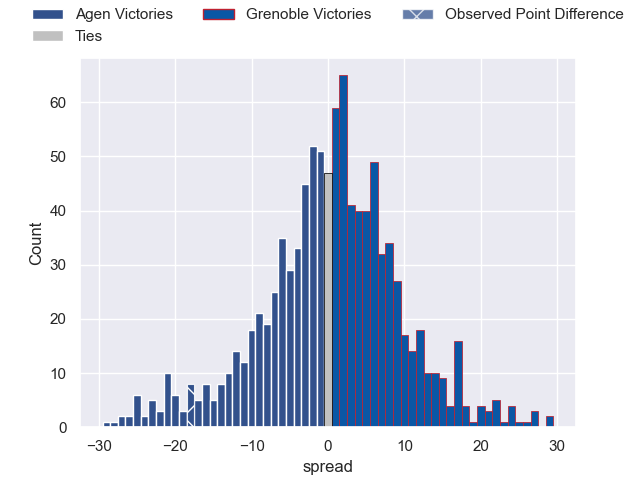 Agen Victories
Grenoble Victories
Observed Point Difference
Ties
60
50
40
30
20
10
0
Count
−30
−20
−10
0
10
20
30
spread